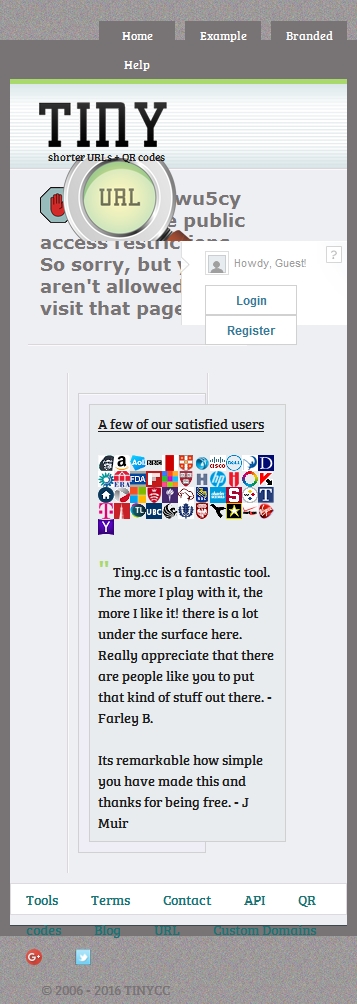 Home Example Branded
Help
TINY
shorter URLs + QR codes
URL
wu5cy
public
access restrictions
So sorry, but
aren't allowed
visit that page
Howdy, Guest!
?
Login
Register
A few of our satisfied users
" Tiny.cc is a fantastic tool.
The more I play with it, the
more I like it! there is a lot
under the surface here.
Really appreciate that there
are people like you to put
that kind of stuff out there. -
Farley B.
Its remarkable how simple
you have made this and
thanks for being free. - J
Muir
Tools Terms Contact API QR
codes Blog URL Custom Domains
© 2006 - 2016 TINYCC